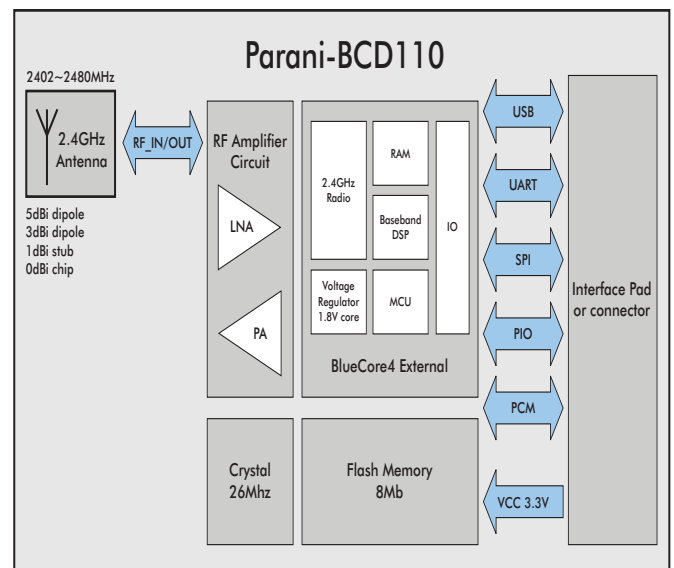 Parani-BCD110
2402~2480MHz
2.4GHz
Antenna
5dBi dipole
3dBi dipole
1dBi stub
0dBi chip
RF_IN/OUT
RF Amplifier
Circuit
LNA
PA
2.4GHz
Radio
RAM
Baseband
DSP
IO
Voltage
Regulator
1.8V core
MCU
BlueCore4 External
Crystal
26Mhz
Flash Memory
8Mb
USB
UART
SPI
PIO
PCM
VCC 3.3V
Interface Pad
or connector